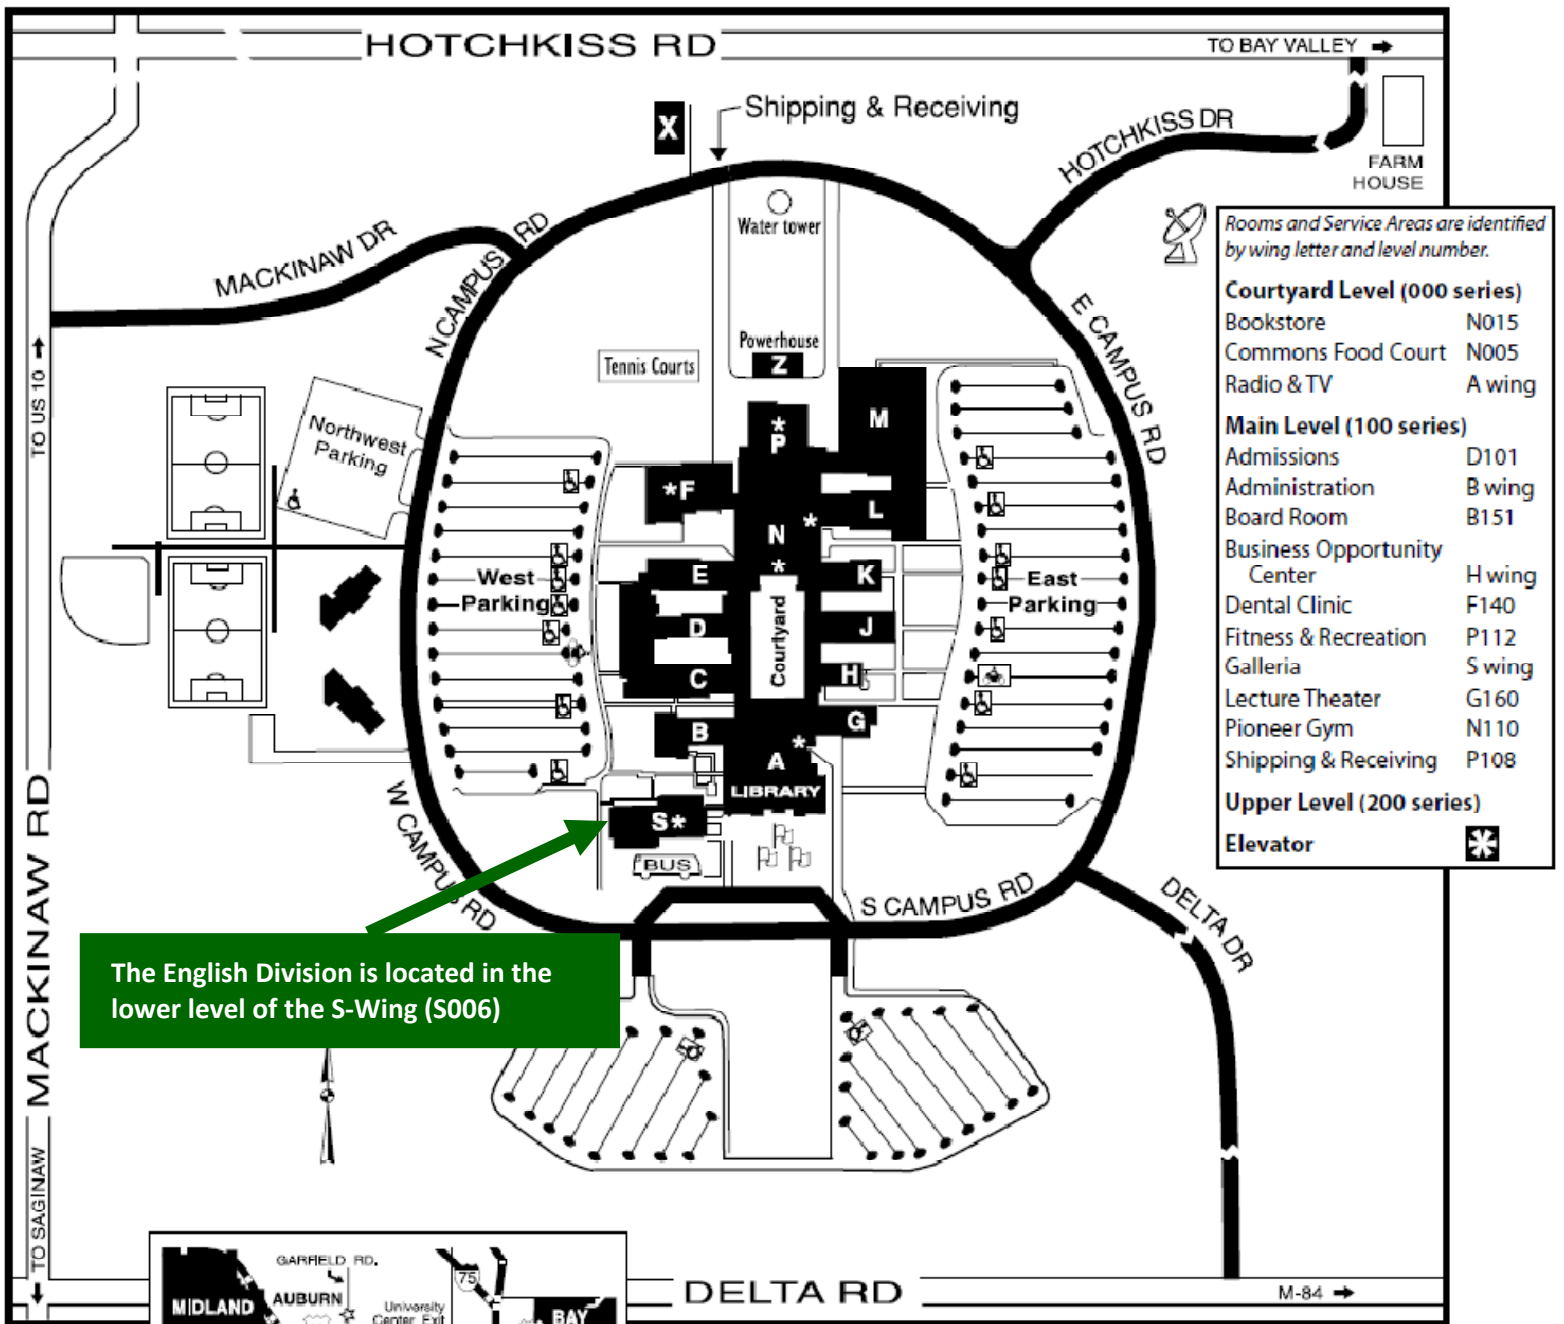 HOTCHKISS RD
TO BAY VALLEY
X
Shipping & Receiving
HOTCHKISS DR
FARM
HOUSE
MACKINAW DR
N CAMPUS RD
Water tower
E CAMPUS RD
TO US 10
Powerhouse
Z
Tennis Courts
Northwest
Parking
*
P
M
*F
L
N
*
*
West
Parking
E
K
East
Parking
D
J
Courtyard
C
H
B
G
A
*
LIBRARY
S*
BUS
W CAMPUS RD
S CAMPUS RD
DELTA DR
MACKINAW RD
TO SAGINAW
Rooms and Service Areas are identified
by wing letter and level number.
Courtyard Level (000 series)
Bookstore N015
Commons Food Court N005
Radio & TV A wing
Main Level (100 series)
Admissions D101
Administration B wing
Board Room B151
Business Opportunity
Center H wing
Dental Clinic F140
Fitness & Recreation P112
Galleria S wing
Lecture Theater G160
Pioneer Gym N110
Shipping & Receiving P108
Upper Level (200 series)
Elevator *
The English Division is located in the
lower level of the S-Wing (S006)
GARFIELD RD.
75
MIDLAND
AUBURN
University
Center Exit
BAY
DELTA RD
M-84